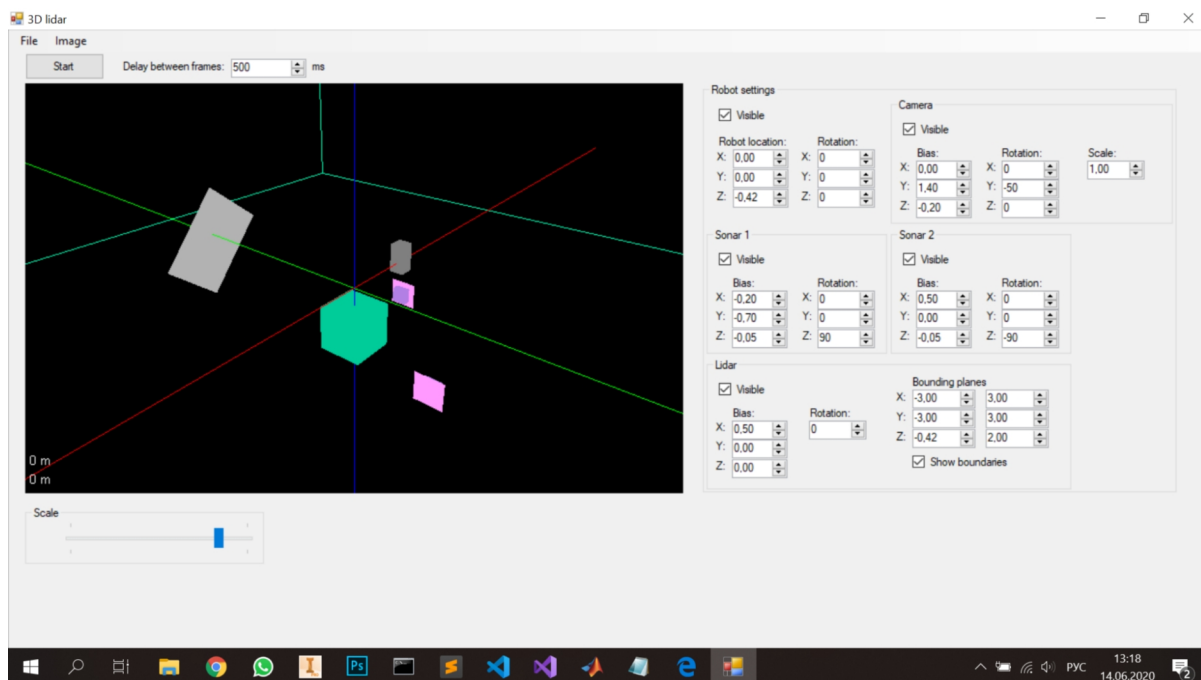 3D lidar
File Image
Start Delay between frames: 500 ms
0 m
0 m
Scale
Robot settings
Visible
Robot location: Rotation:
X: 0,00 X: 0
Y: 0,00 Y: 0
Z: -0,42 Z: 0
Camera
Visible
Bias: Rotation: Scale:
X: 0,00 X: 0 1,00
Y: 1,40 Y: -50
Z: -0,20 Z: 0
Sonar 1
Visible
Bias: Rotation:
X: -0,20 X: 0
Y: -0,70 Y: 0
Z: -0,05 Z: 90
Sonar 2
Visible
Bias: Rotation:
X: 0,50 X: 0
Y: 0,00 Y: 0
Z: -0,05 Z: -90
Lidar
Visible
Bias: Rotation:
X: 0,50 0
Y: 0,00
Z: 0,00
Bounding planes
X: -3,00 3,00
Y: -3,00 3,00
Z: -0,42 2,00
Show boundaries
Ps
РУС
13:18
14.06.2020
2